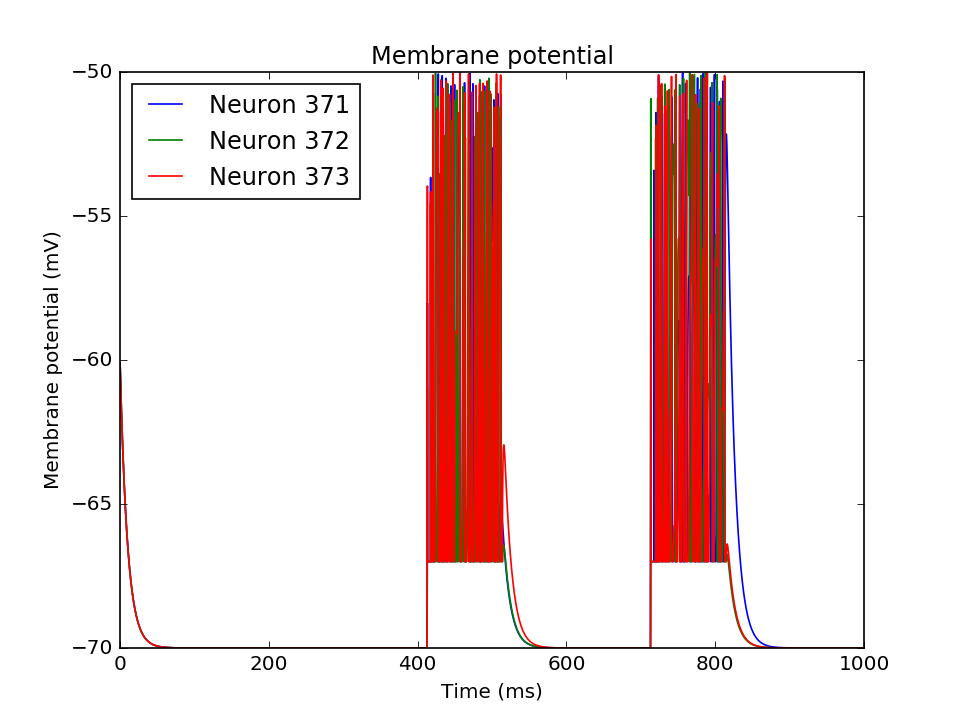 Membrane potential
−50
−55
−60
−65
−70
Membrane potential (mV)
Neuron 371
Neuron 372
Neuron 373
0
200
400
600
800
1000
Time (ms)